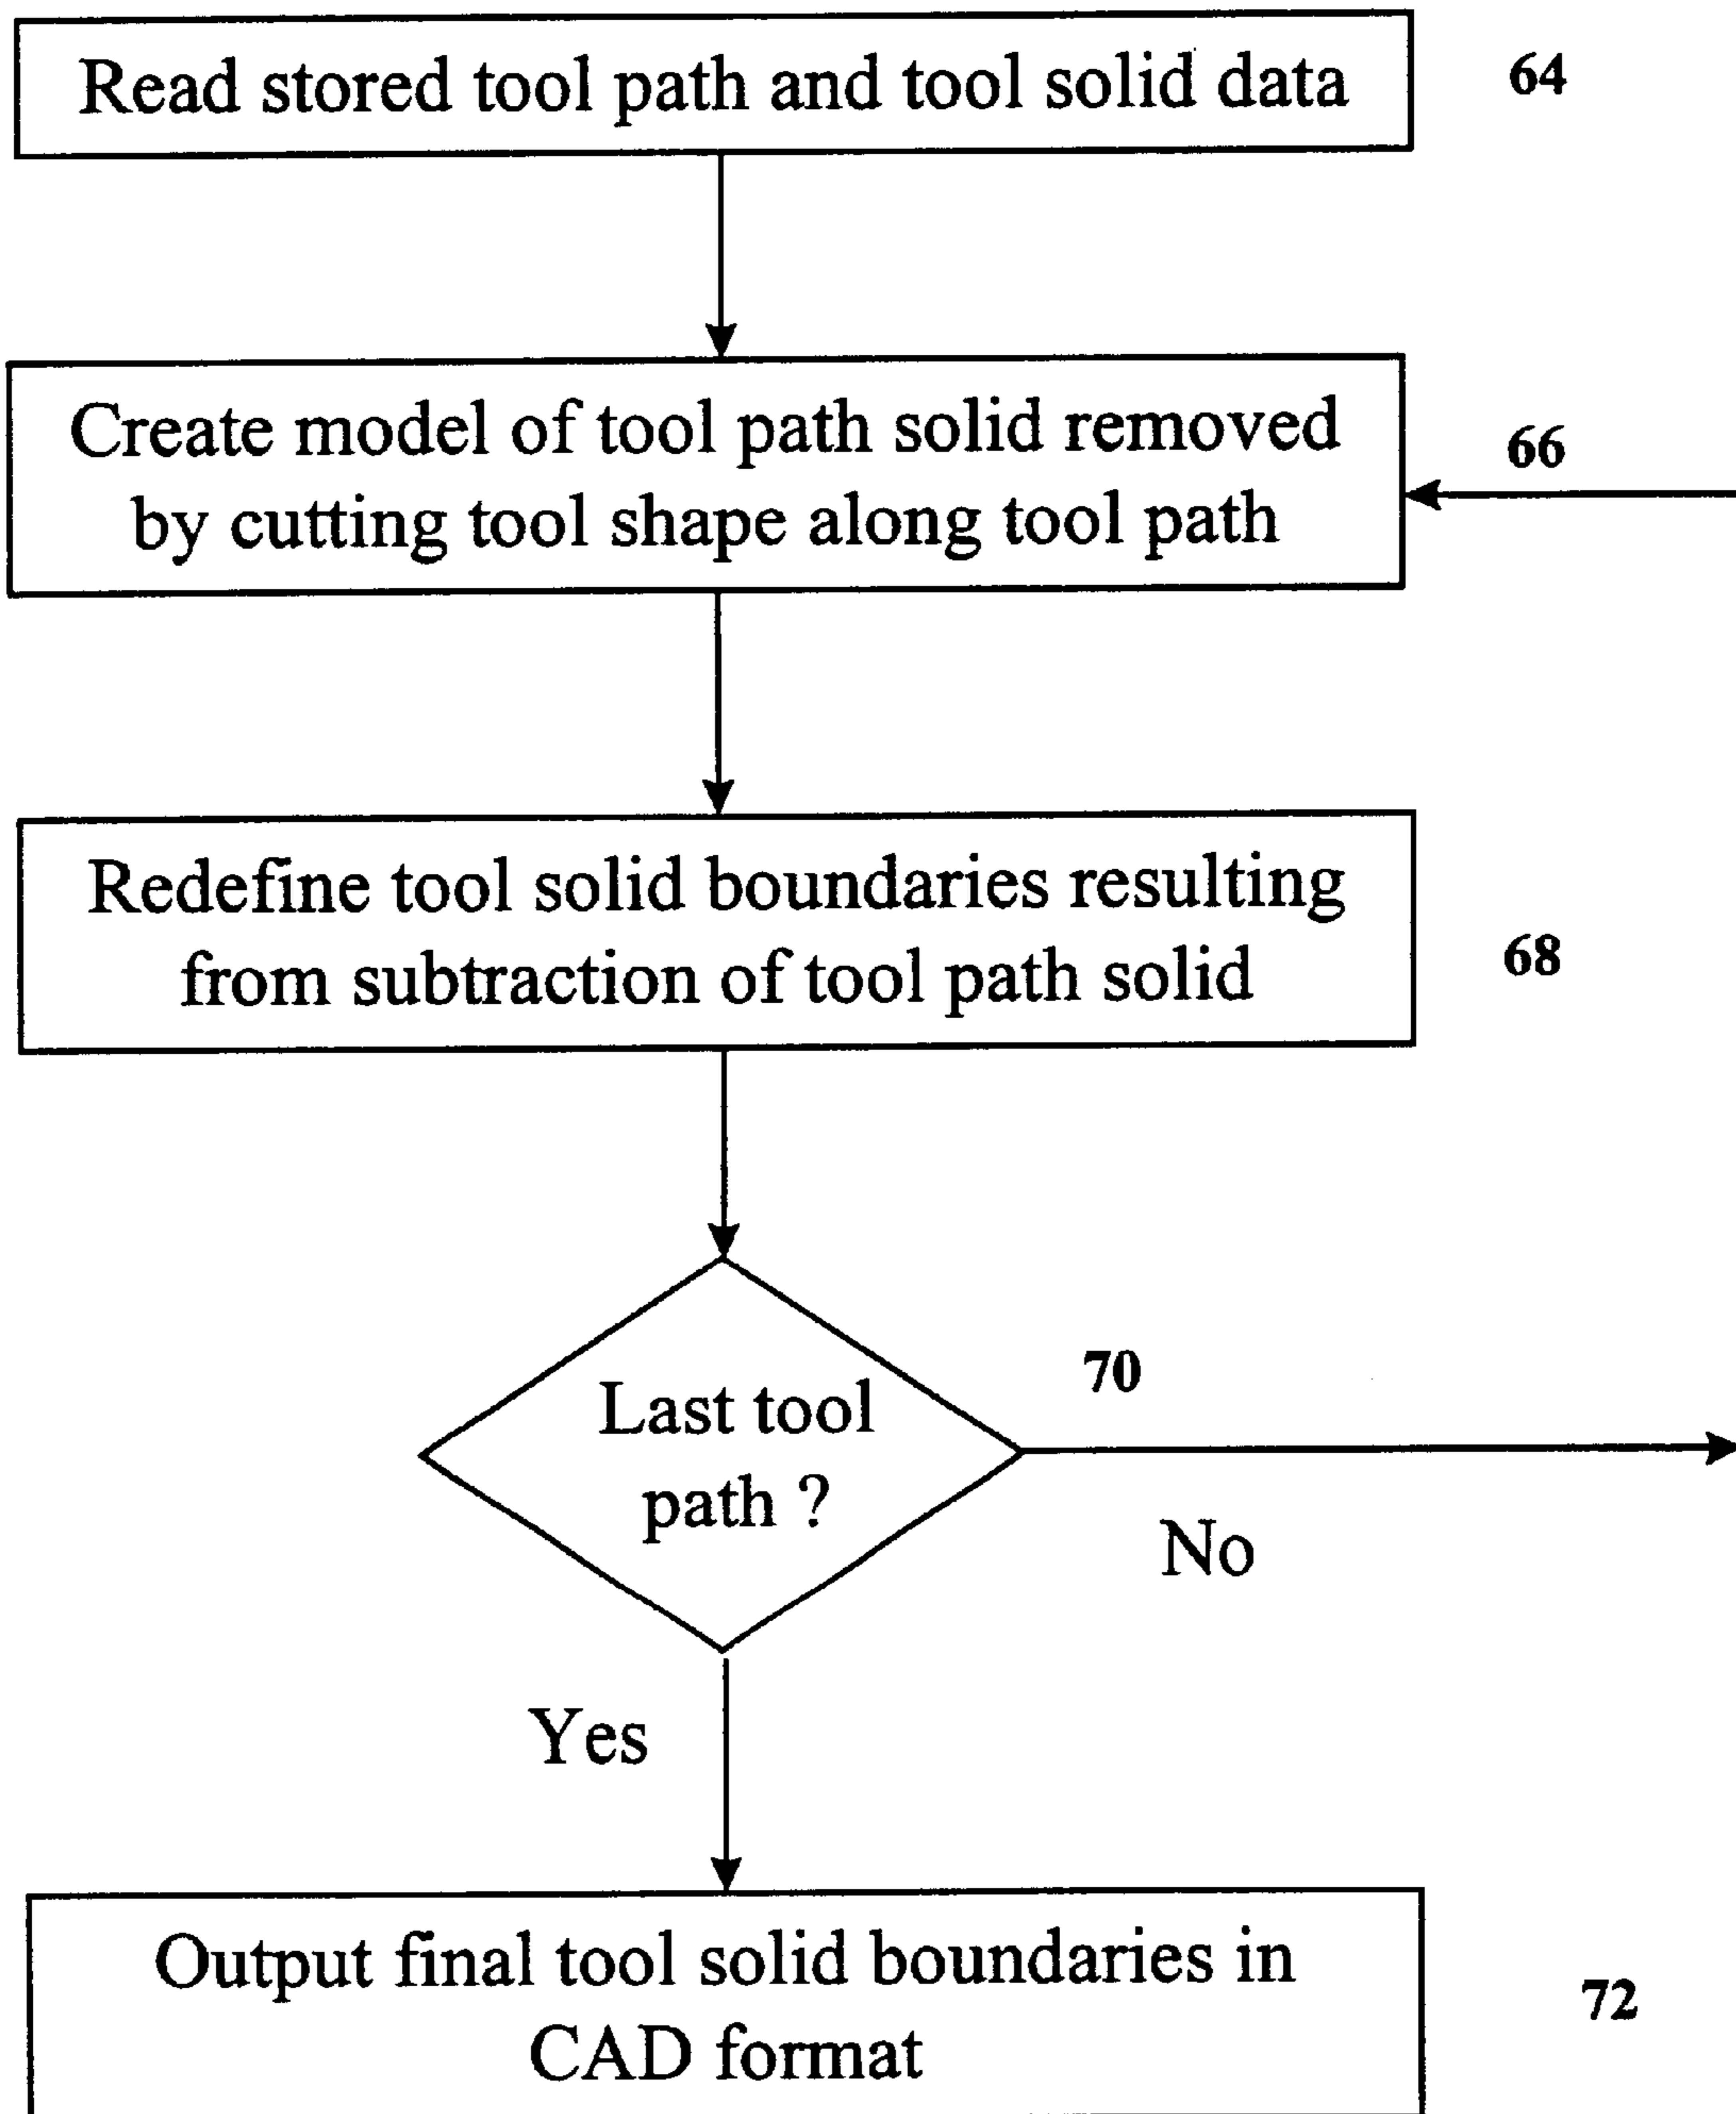 Read stored tool path and tool solid data
64
Create model of tool path solid removed
by cutting tool shape along tool path
66
Redefine tool solid boundaries resulting
from subtraction of tool path solid
68
Last tool
path ?
70
No
Yes
Output final tool solid boundaries in
CAD format
72